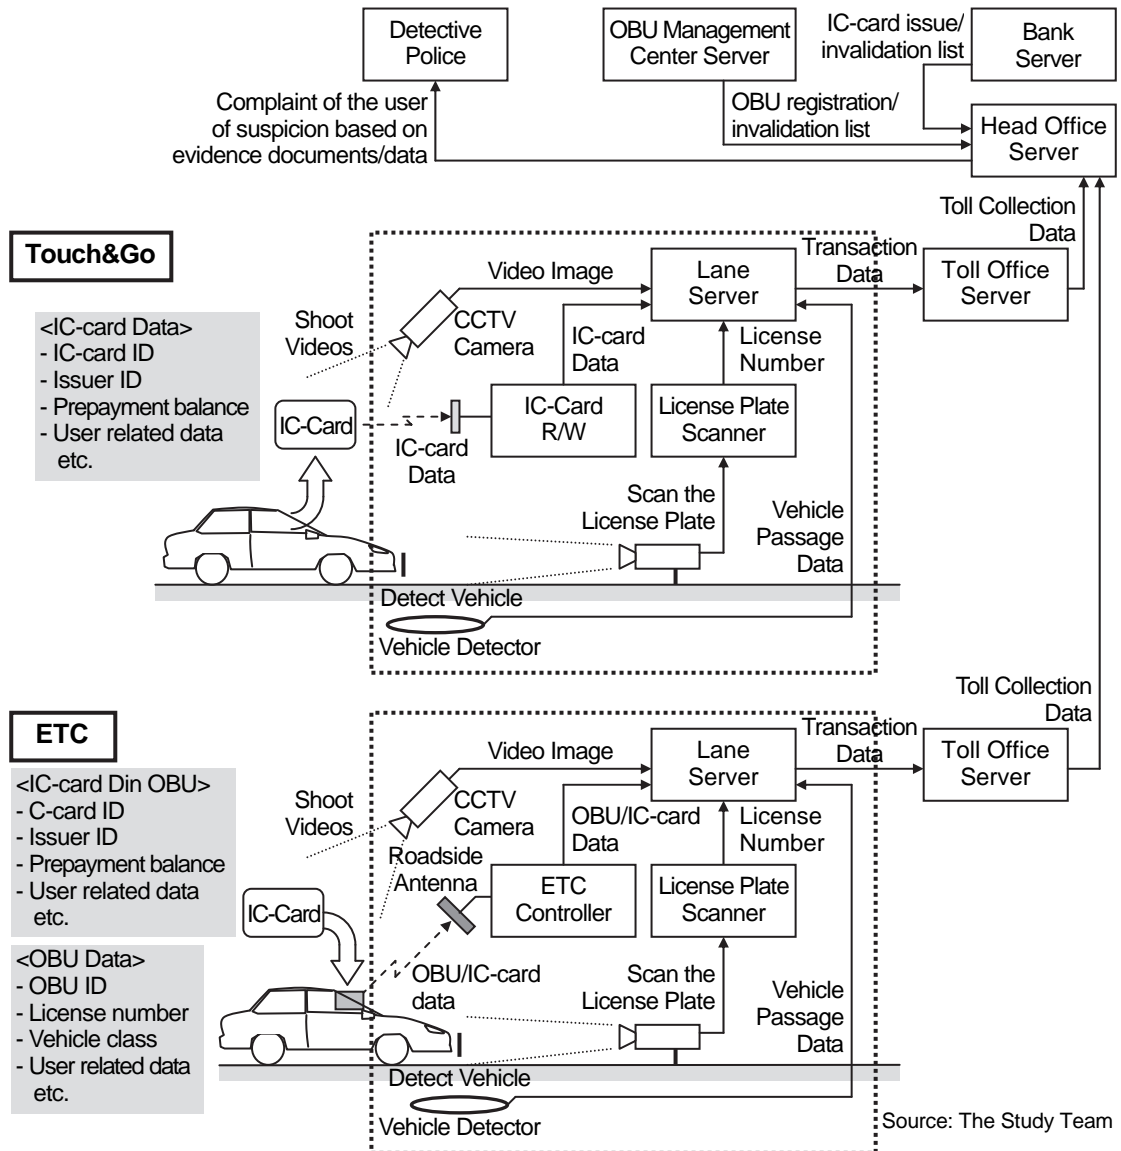 Detective
Police
OBU Management
Center Server
IC-card issue/
invalidation list
Bank
Server
Complaint of the user
of suspicion based on
evidence documents/data
OBU registration/
invalidation list
Head Office
Server
Toll Collection
Data
Touch&Go
Video Image
Lane
Server
Transaction
Data
Toll Office
Server
<IC-card Data>
- IC-card ID
- Issuer ID
- Prepayment balance
- User related data
etc.
Shoot
Videos
CCTV
Camera
IC-card
Data
License
Number
IC-Card
IC-card
Data
IC-Card
R/W
License Plate
Scanner
Scan the
License Plate
Vehicle
Passage
Data
Detect Vehicle
Vehicle Detector
Toll Collection
Data
ETC
Video Image
Lane
Server
Transaction
Data
Toll Office
Server
<IC-card Din OBU>
- C-card ID
- Issuer ID
- Prepayment balance
- User related data
etc.
Shoot
Videos
CCTV
Camera
OBU/IC-card
Data
License
Number
Roadside
Antenna
ETC
Controller
License Plate
Scanner
IC-Card
<OBU Data>
- OBU ID
- License number
- Vehicle class
- User related data
etc.
OBU/IC-card
data
Scan the
License Plate
Vehicle
Passage
Data
Detect Vehicle
Vehicle Detector
Source: The Study Team